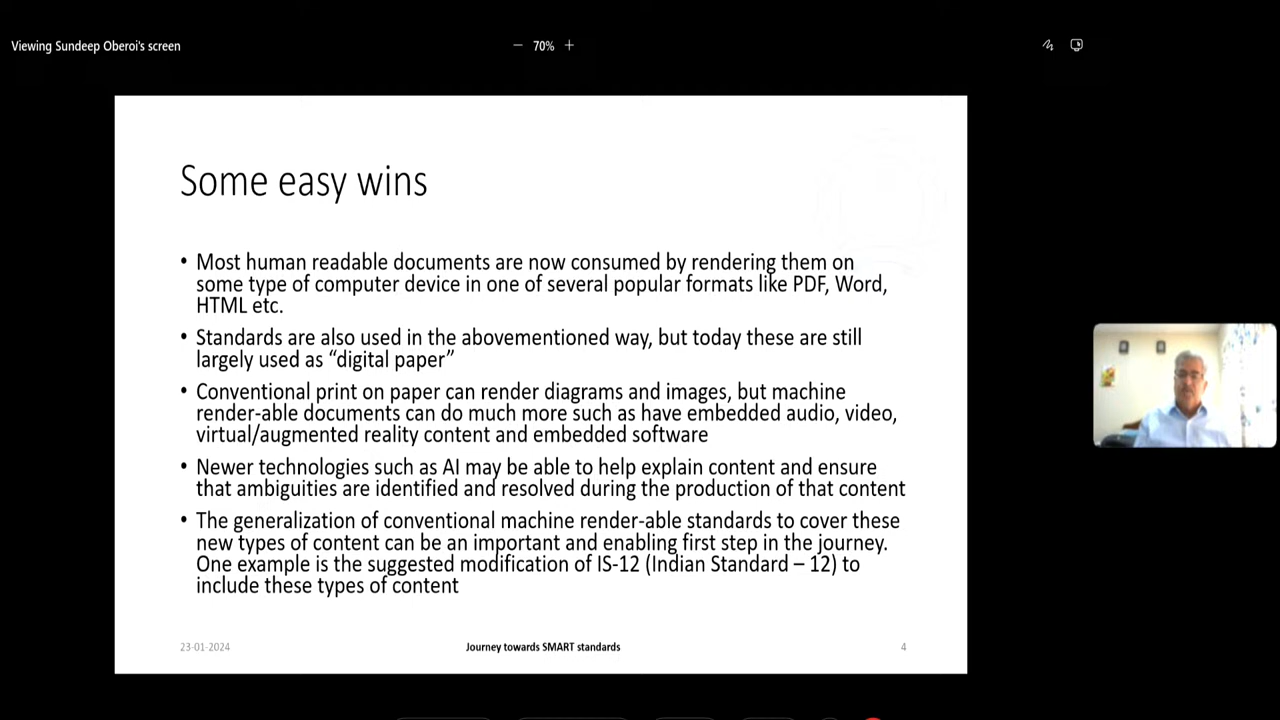 Viewing Sundeep Oberoi's screen
70%
Some easy wins
• Most human readable documents are now consumed by rendering them on
some type of computer device in one of several popular formats like PDF, Word,
HTML etc.
• Standards are also used in the abovementioned way, but today these are still
largely used as “digital paper”
• Conventional print on paper can render diagrams and images, but machine
render-able documents can do much more such as have embedded audio, video,
virtual/augmented reality content and embedded software
• Newer technologies such as AI may be able to help explain content and ensure
that ambiguities are identified and resolved during the production of that content
• The generalization of conventional machine render-able standards to cover these
new types of content can be an important and enabling first step in the journey.
One example is the suggested modification of IS-12 (Indian Standard – 12) to
include these types of content
23-01-2024
Journey towards SMART standards
4